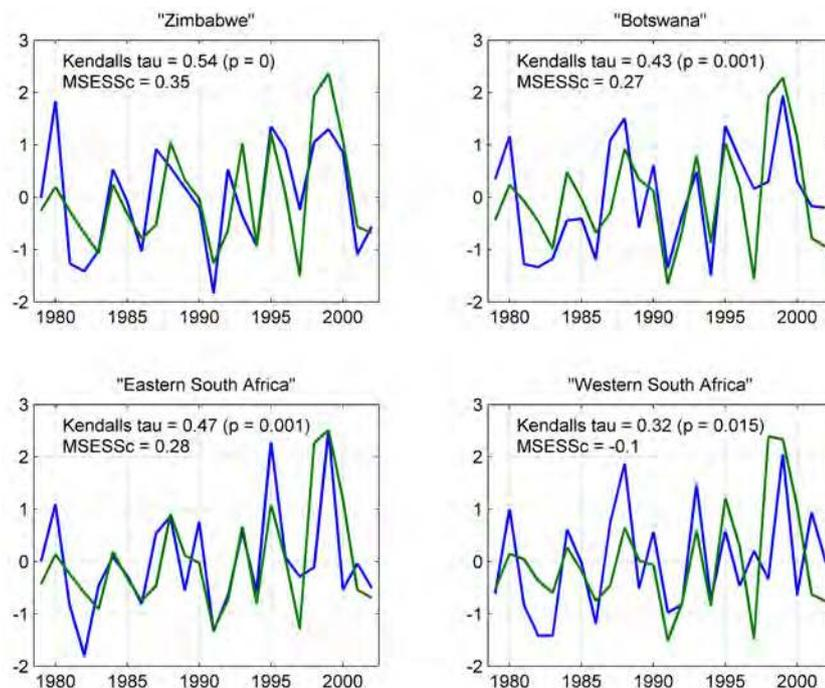 "Zimbabwe"
Kendalls tau = 0.54 (p = 0)
MSESSc = 0.35
3
2
1
0
-1
-2
1980 1985 1990 1995 2000
"Botswana"
Kendalls tau = 0.43 (p = 0.001)
MSESSc = 0.27
3
2
1
0
-1
-2
1980 1985 1990 1995 2000
"Eastern South Africa"
Kendalls tau = 0.47 (p = 0.001)
MSESSc = 0.28
3
2
1
0
-1
-2
1980 1985 1990 1995 2000
"Western South Africa"
Kendalls tau = 0.32 (p = 0.015)
MSESSc = -0.1
3
2
1
0
-1
-2
1980 1985 1990 1995 2000